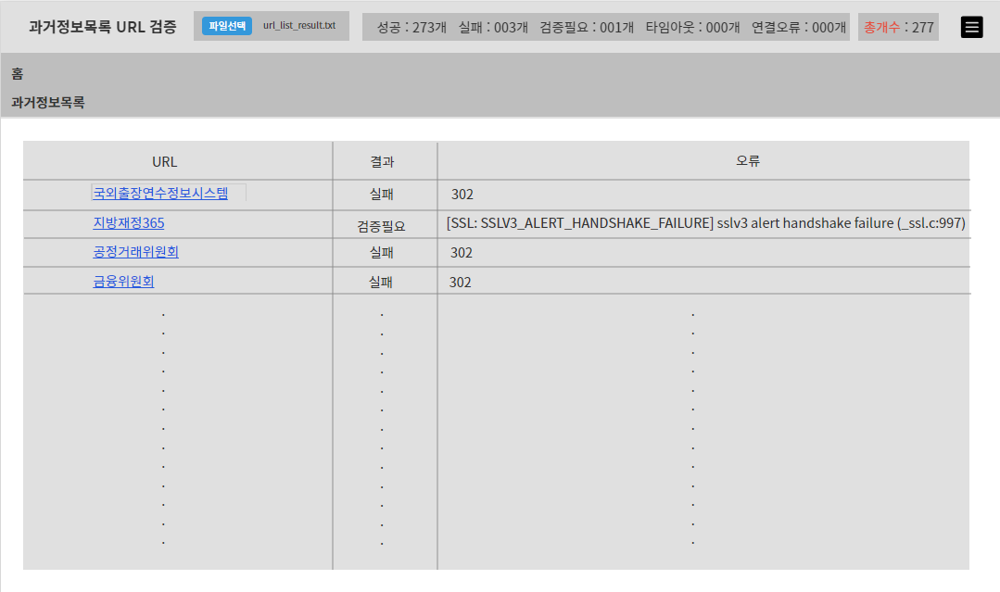 과거정보목록 URL 검증 파일선택 url_list_result.txt 성공 : 273개 실패 : 003개 검증필요 : 001개 타임아웃 : 000개 연결오류 : 000개 총개수 : 277
홈
과거정보목록
URL 결과 오류
국외출장연수정보시스템 실패 302
지방재정365 검증필요 [SSL: SSLV3_ALERT_HANDSHAKE_FAILURE] sslv3 alert handshake failure (_ssl.c:997)
공정거래위원회 실패 302
금융위원회 실패 302
. . .
. . .
. . .
. . .
. . .
. . .
. . .
. . .
. . .
. . .
. . .
. . .
. . .